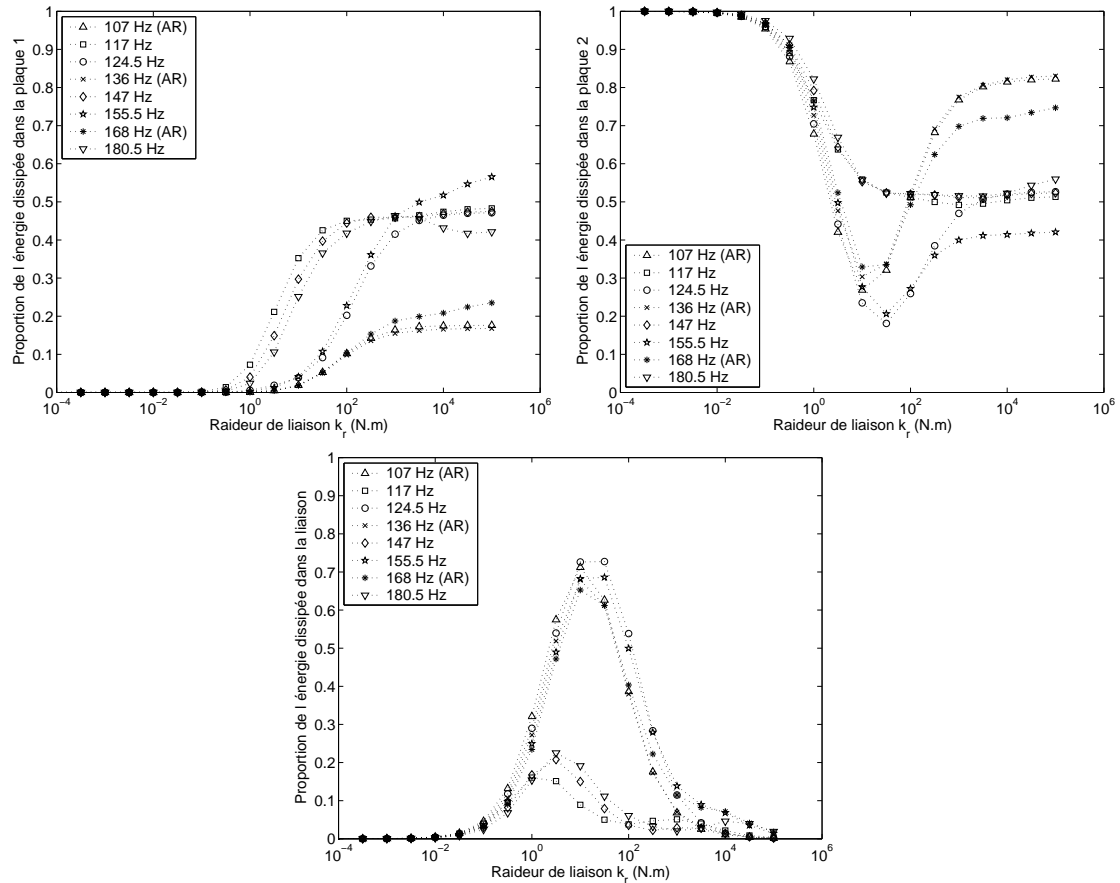 Proportion de l énergie dissipée dans la plaque 1
1
0.9
0.8
0.7
0.6
0.5
0.4
0.3
0.2
0.1
0
107 Hz (AR)
117 Hz
124.5 Hz
136 Hz (AR)
147 Hz
155.5 Hz
168 Hz (AR)
180.5 Hz
10^-4 10^-2 10^0 10^2 10^4 10^6
Raideur de liaison k_r (N.m)
Proportion de l énergie dissipée dans la plaque 2
1
0.9
0.8
0.7
0.6
0.5
0.4
0.3
0.2
0.1
0
107 Hz (AR)
117 Hz
124.5 Hz
136 Hz (AR)
147 Hz
155.5 Hz
168 Hz (AR)
180.5 Hz
10^-4 10^-2 10^0 10^2 10^4 10^6
Raideur de liaison k_r (N.m)
Proportion de l énergie dissipée dans la liaison
1
0.9
0.8
0.7
0.6
0.5
0.4
0.3
0.2
0.1
0
107 Hz (AR)
117 Hz
124.5 Hz
136 Hz (AR)
147 Hz
155.5 Hz
168 Hz (AR)
180.5 Hz
10^-4 10^-2 10^0 10^2 10^4 10^6
Raideur de liaison k_r (N.m)